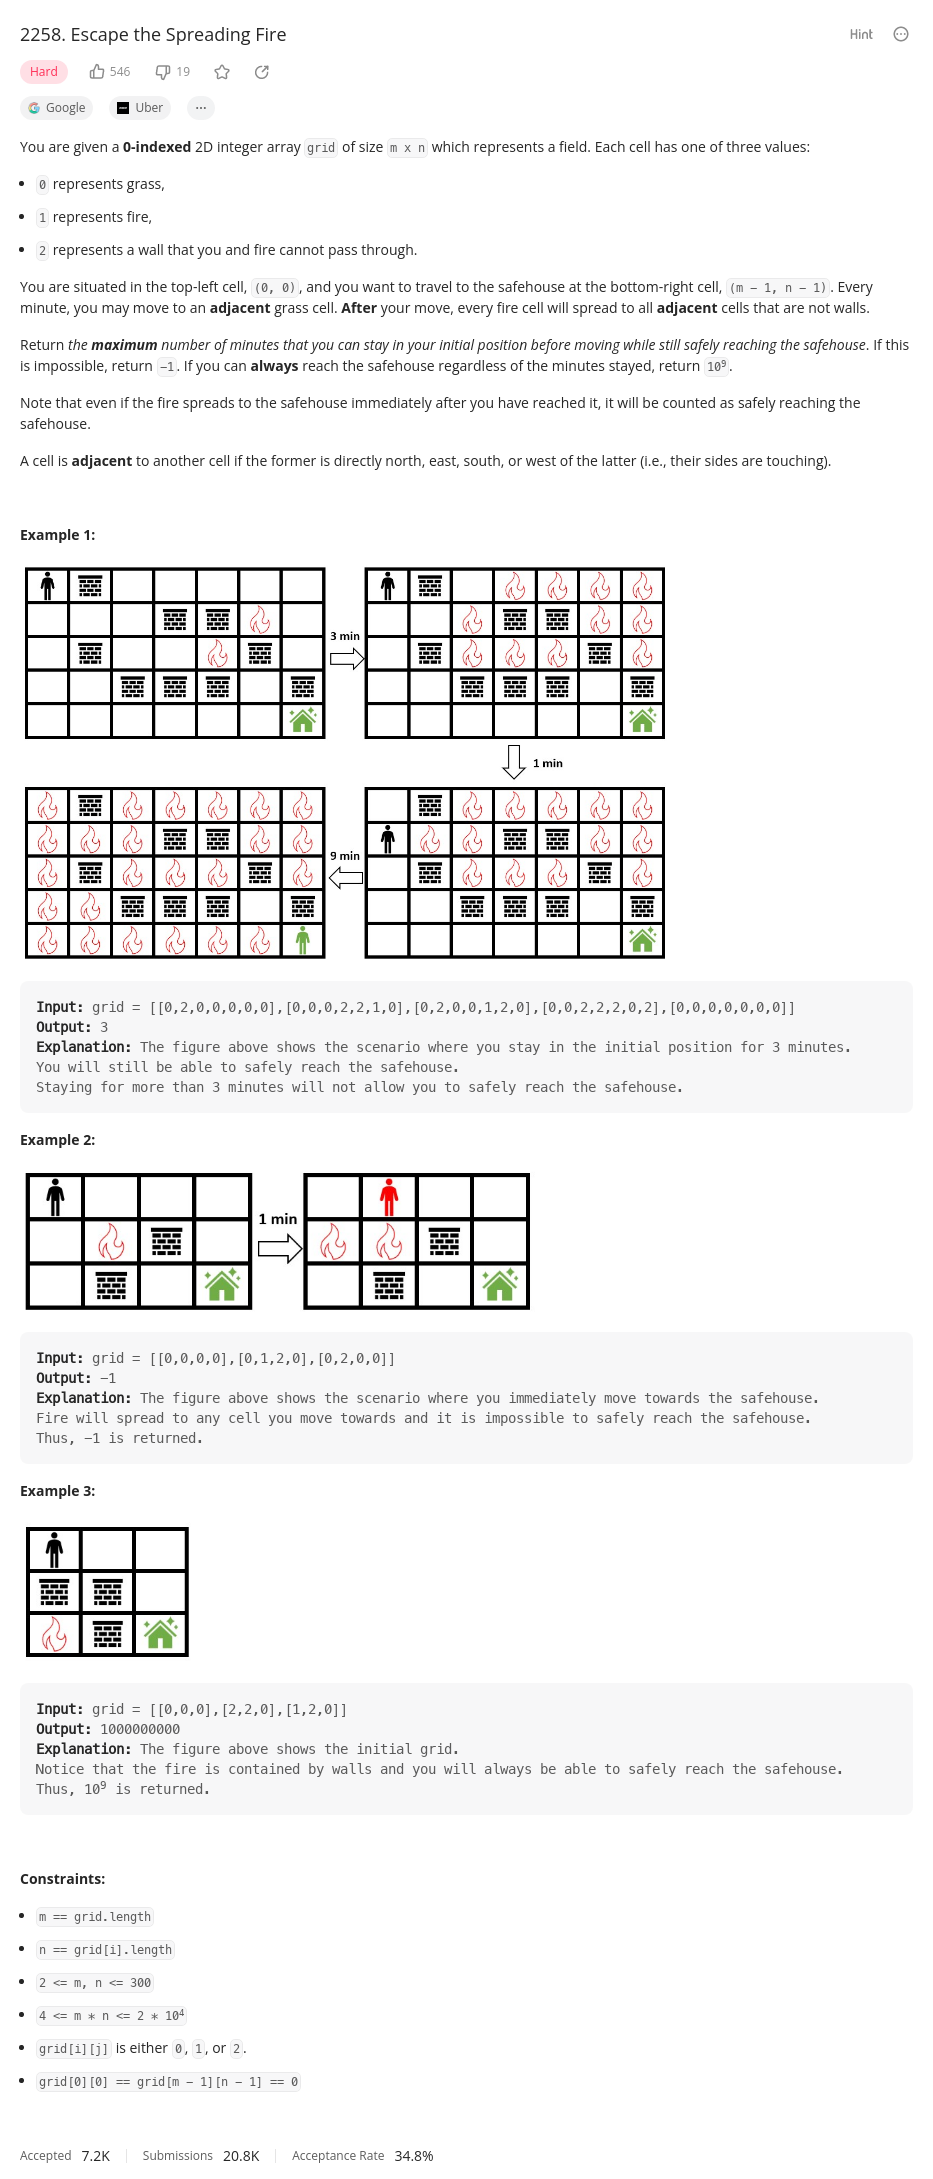 2258. Escape the Spreading Fire
Hint
Hard
546
19
Google
Uber
You are given a 0-indexed 2D integer array grid of size m x n which represents a field. Each cell has one of three values:
0 represents grass,
1 represents fire,
2 represents a wall that you and fire cannot pass through.
You are situated in the top-left cell, (0, 0), and you want to travel to the safehouse at the bottom-right cell, (m − 1, n − 1). Every
minute, you may move to an adjacent grass cell. After your move, every fire cell will spread to all adjacent cells that are not walls.
Return the maximum number of minutes that you can stay in your initial position before moving while still safely reaching the safehouse. If this
is impossible, return −1. If you can always reach the safehouse regardless of the minutes stayed, return 10⁹.
Note that even if the fire spreads to the safehouse immediately after you have reached it, it will be counted as safely reaching the
safehouse.
A cell is adjacent to another cell if the former is directly north, east, south, or west of the latter (i.e., their sides are touching).
Example 1:
3 min
1 min
9 min
Input: grid = [[0,2,0,0,0,0,0],[0,0,0,2,2,1,0],[0,2,0,0,1,2,0],[0,0,2,2,2,0,2],[0,0,0,0,0,0,0]]
Output: 3
Explanation: The figure above shows the scenario where you stay in the initial position for 3 minutes.
You will still be able to safely reach the safehouse.
Staying for more than 3 minutes will not allow you to safely reach the safehouse.
Example 2:
1 min
Input: grid = [[0,0,0,0],[0,1,2,0],[0,2,0,0]]
Output: −1
Explanation: The figure above shows the scenario where you immediately move towards the safehouse.
Fire will spread to any cell you move towards and it is impossible to safely reach the safehouse.
Thus, −1 is returned.
Example 3:
Input: grid = [[0,0,0],[2,2,0],[1,2,0]]
Output: 1000000000
Explanation: The figure above shows the initial grid.
Notice that the fire is contained by walls and you will always be able to safely reach the safehouse.
Thus, 10⁹ is returned.
Constraints:
m == grid.length
n == grid[i].length
2 <= m, n <= 300
4 <= m * n <= 2 * 10⁴
grid[i][j] is either 0, 1, or 2.
grid[0][0] == grid[m − 1][n − 1] == 0
Accepted 7.2K Submissions 20.8K Acceptance Rate 34.8%